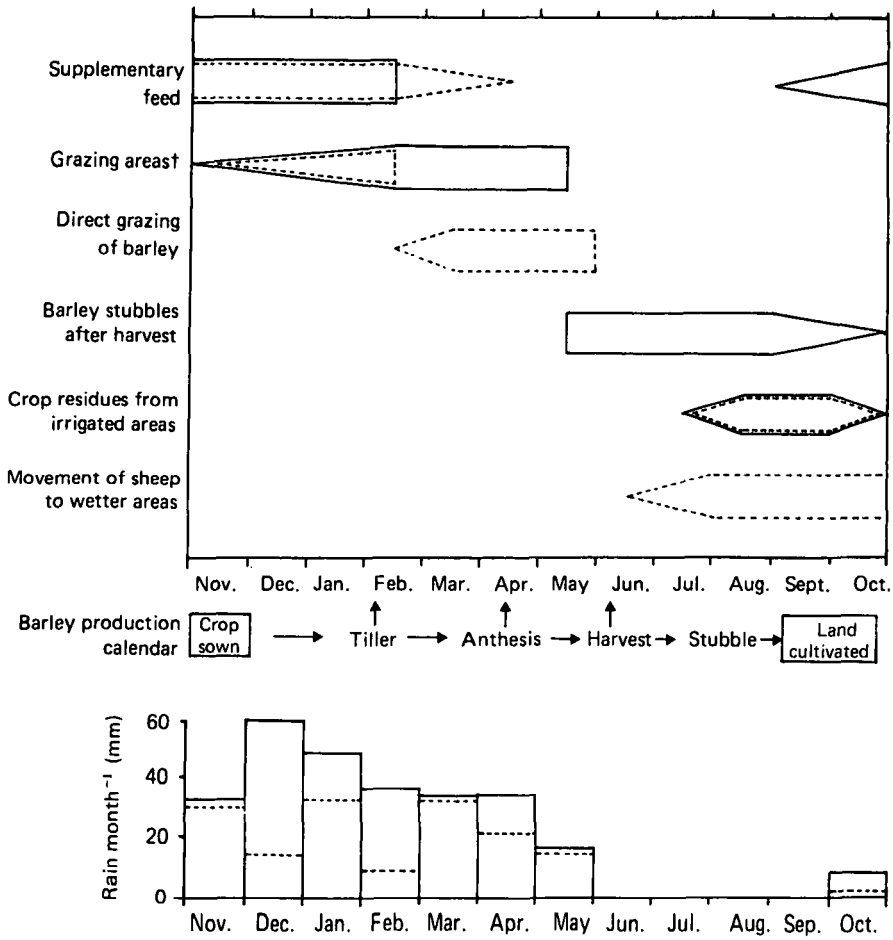 Supplementary
feed
Grazing areas†
Direct grazing
of barley
Barley stubbles
after harvest
Crop residues from
irrigated areas
Movement of sheep
to wetter areas
Nov. Dec. Jan. Feb. Mar. Apr. May Jun. Jul. Aug. Sept. Oct.
Barley production
calendar
Crop
sown
Tiller
Anthesis
Harvest
Stubble
Land
cultivated
Rain month⁻¹ (mm)
60
40
20
0
Nov. Dec. Jan. Feb. Mar. Apr. May Jun. Jul. Aug. Sep. Oct.